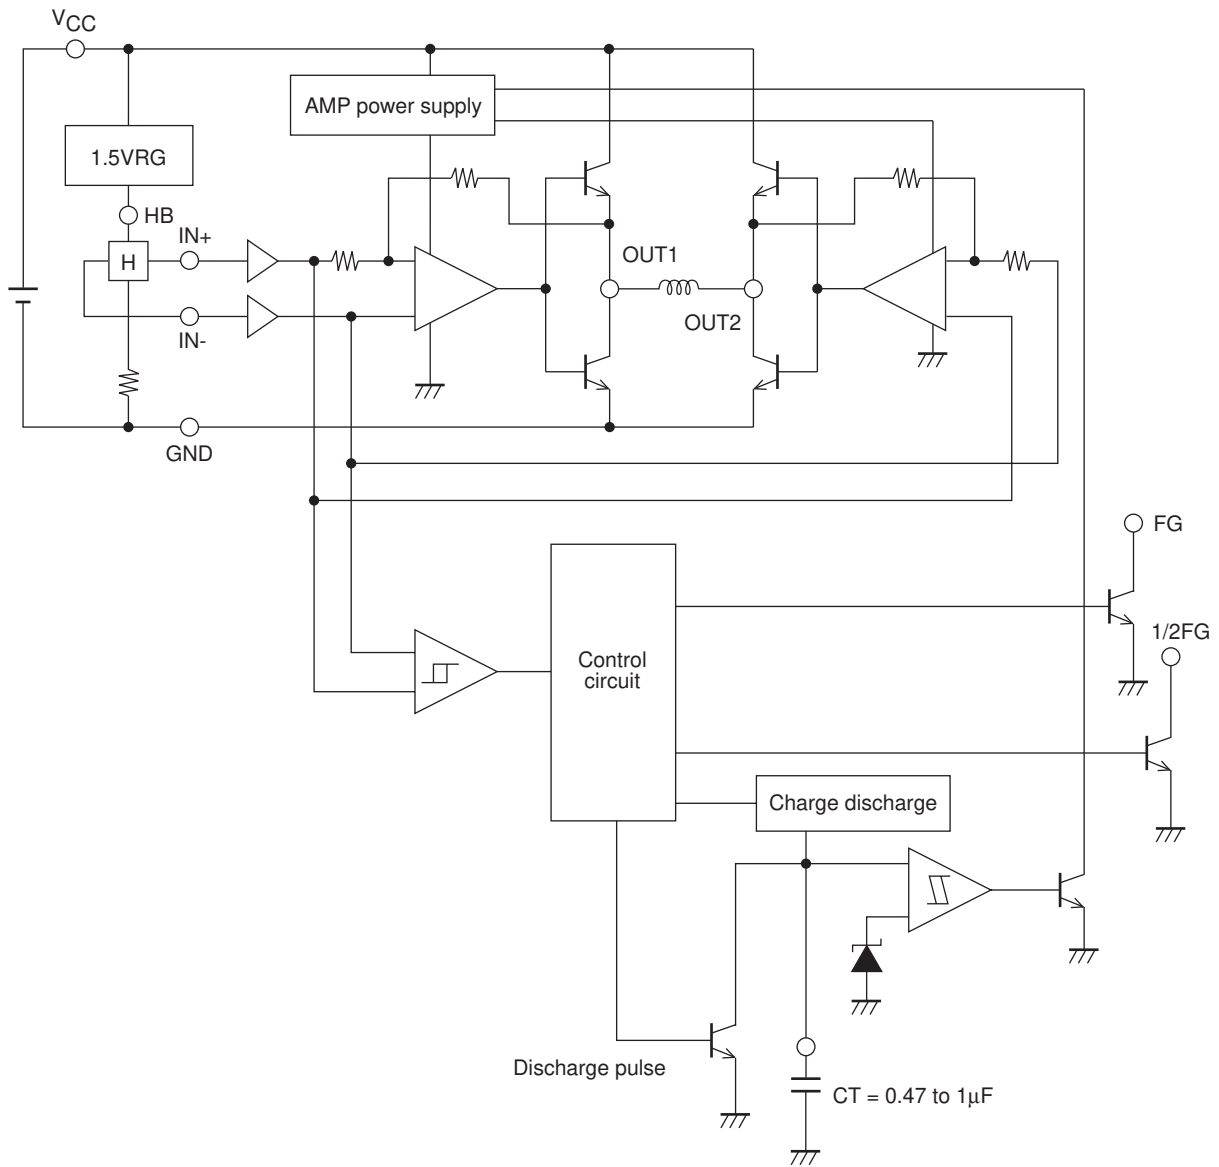 VCC
AMP power supply
1.5VRG
HB
IN+
H
OUT1
OUT2
IN-
GND
FG
1/2FG
Control
circuit
Charge discharge
Discharge pulse
CT = 0.47 to 1μF